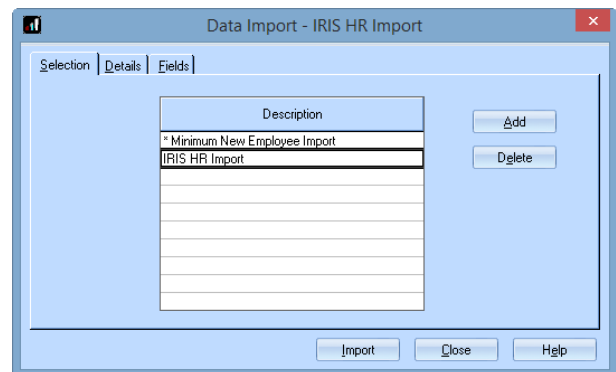 Data Import - IRIS HR Import
Selection Details Fields
Description
Add
* Minimum New Employee Import
IRIS HR Import
Delete
Import Close Help